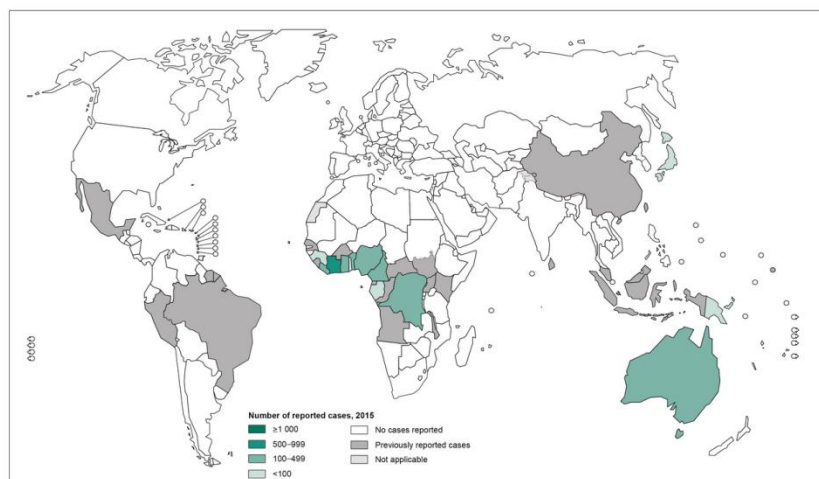 Number of reported cases, 2015
≥1 000
500–999
100–499
<100
No cases reported
Previously reported cases
Not applicable